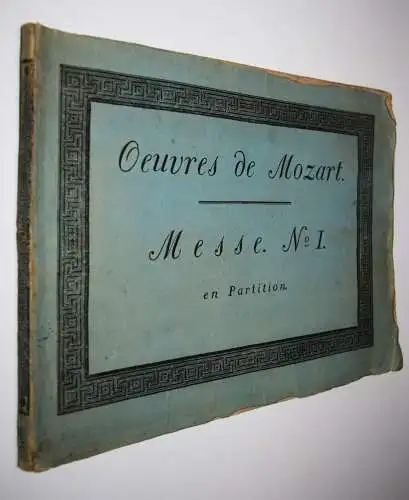 Oeuvres de Mozart.
Messe. No I.
en Partition.